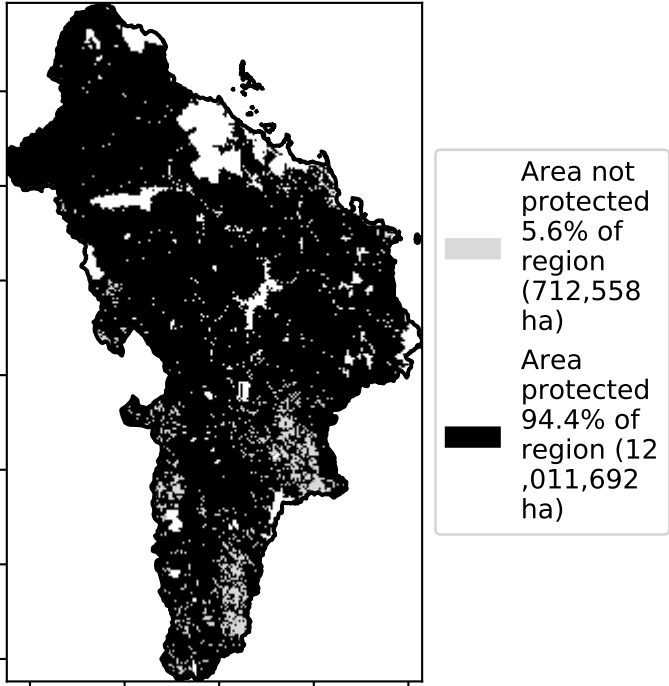 Area not
protected
5.6% of
region
(712,558
ha)
Area
protected
94.4% of
region (12
,011,692
ha)